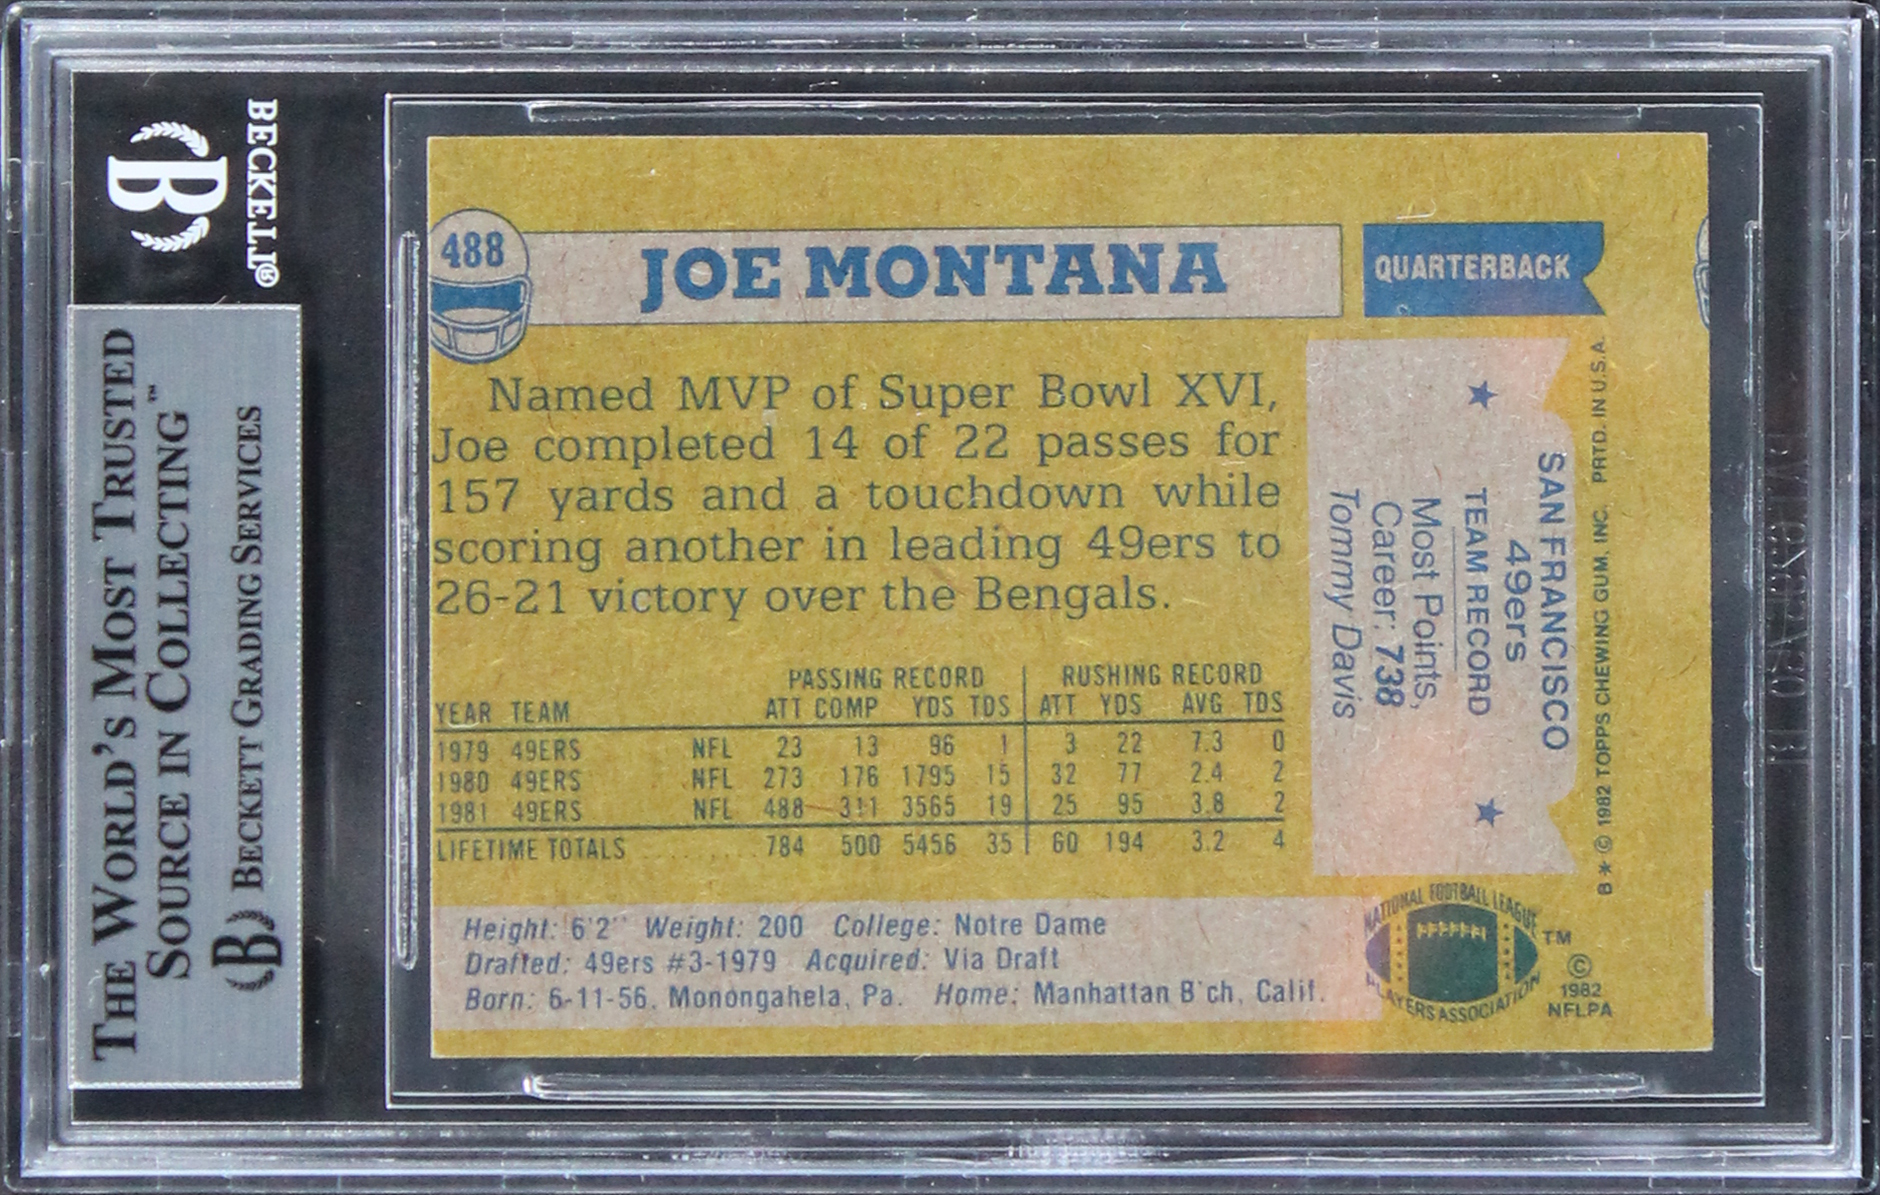 BECKETT®
B
THE WORLD'S MOST TRUSTED
SOURCE IN COLLECTING™
B BECKETT GRADING SERVICES
488
JOE MONTANA
QUARTERBACK
Named MVP of Super Bowl XVI,
Joe completed 14 of 22 passes for
157 yards and a touchdown while
scoring another in leading 49ers to
26-21 victory over the Bengals.
SAN FRANCISCO
49ers
TEAM RECORD
Most Points,
Career: 738
Tommy Davis
B* © 1982 TOPPS CHEWING GUM, INC. PRTD. IN U.S.A.
PASSING RECORD RUSHING RECORD
YEAR TEAM ATT COMP YDS TDS ATT YDS AVG TDS
1979 49ERS NFL 23 13 96 1 3 22 7.3 0
1980 49ERS NFL 273 176 1795 15 32 77 2.4 2
1981 49ERS NFL 488 311 3565 19 25 95 3.8 2
LIFETIME TOTALS ........ 784 500 5456 35 60 194 3.2 4
Height: 6'2" Weight: 200 College: Notre Dame
Drafted: 49ers #3-1979 Acquired: Via Draft
Born: 6-11-56, Monongahela, Pa. Home: Manhattan B'ch, Calif.
NATIONAL FOOTBALL LEAGUE
PLAYERS ASSOCIATION
TM
©
1982
NFLPA